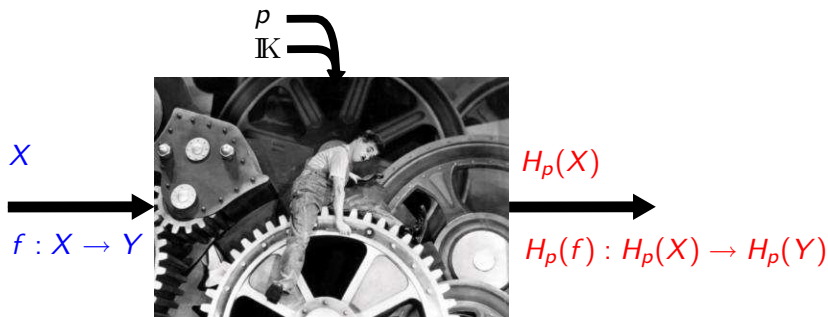 p
𝕂
X
f : X → Y
H_p(X)
H_p(f) : H_p(X) → H_p(Y)